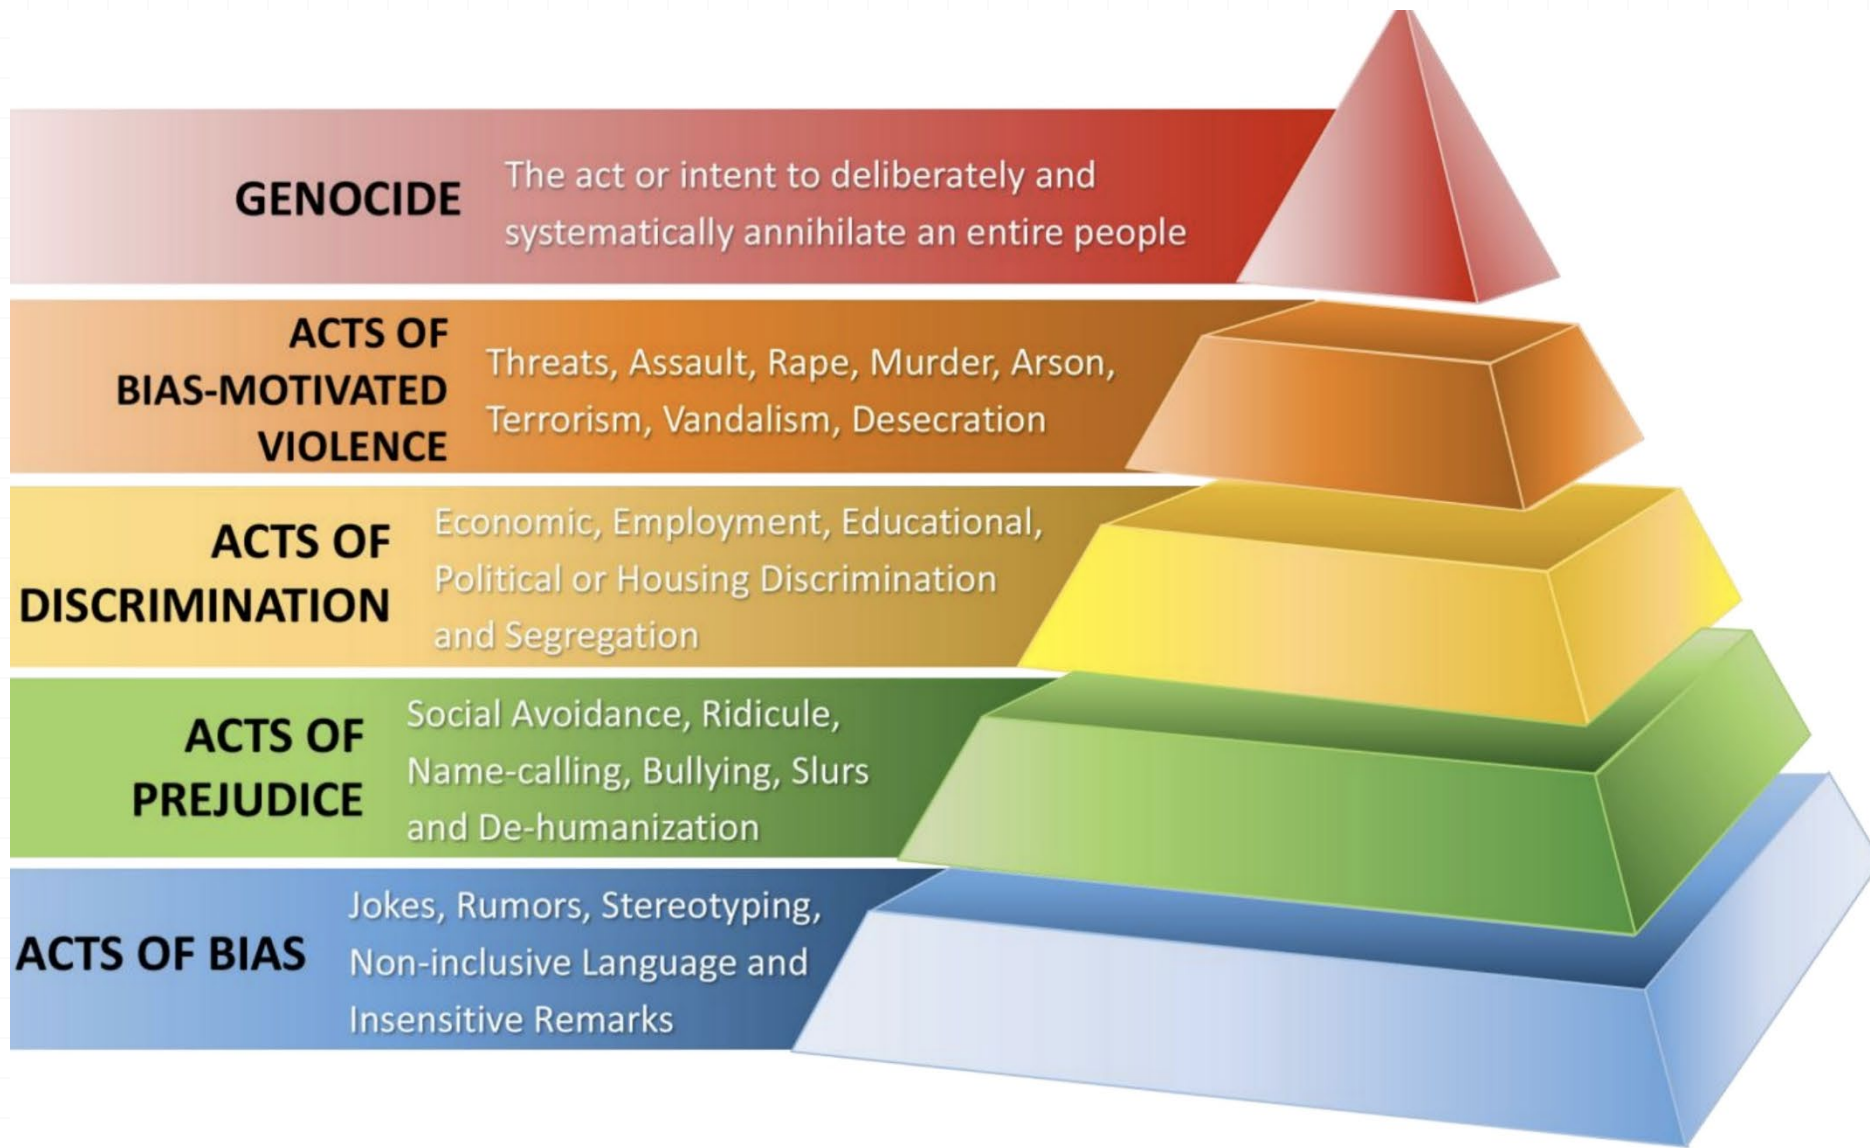 GENOCIDE
The act or intent to deliberately and
systematically annihilate an entire people
ACTS OF
BIAS-MOTIVATED
VIOLENCE
Threats, Assault, Rape, Murder, Arson,
Terrorism, Vandalism, Desecration
ACTS OF
DISCRIMINATION
Economic, Employment, Educational,
Political or Housing Discrimination
and Segregation
ACTS OF
PREJUDICE
Social Avoidance, Ridicule,
Name-calling, Bullying, Slurs
and De-humanization
ACTS OF BIAS
Jokes, Rumors, Stereotyping,
Non-inclusive Language and
Insensitive Remarks